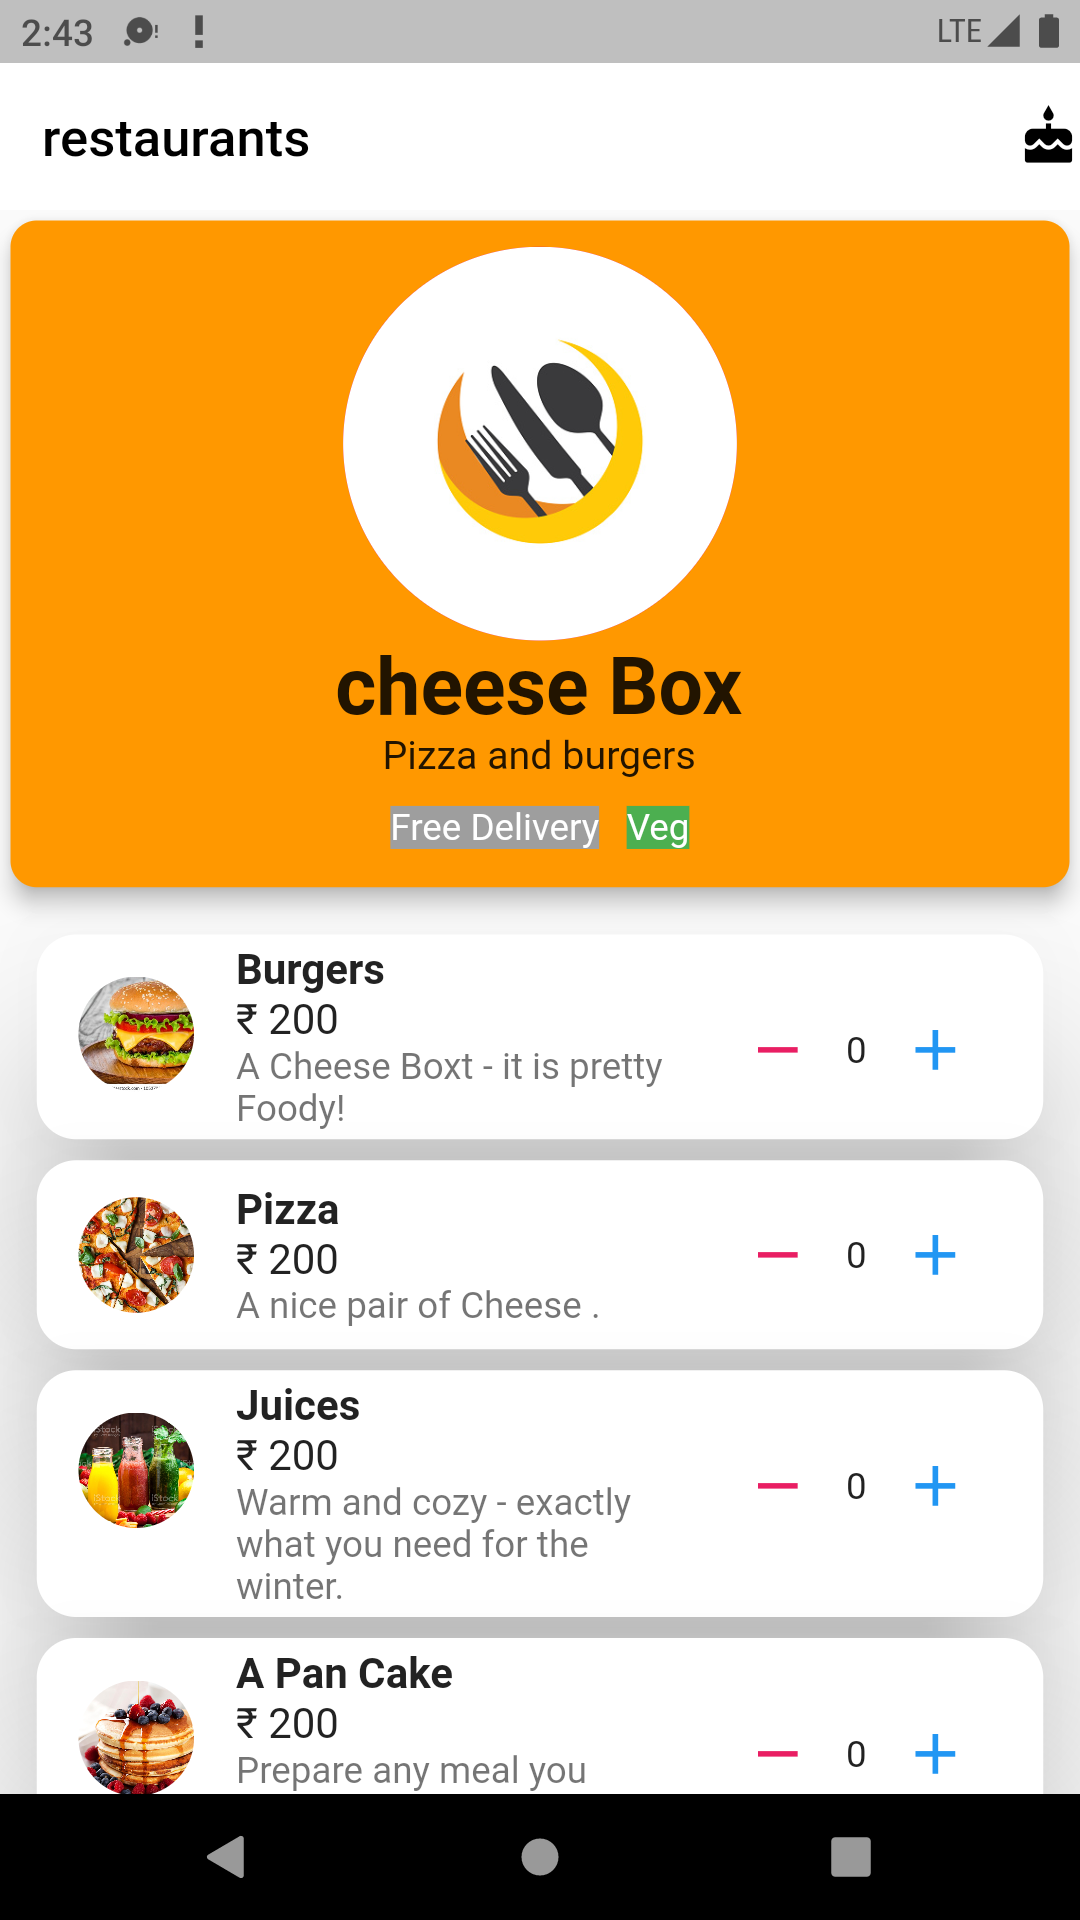 2:43
LTE
restaurants
cheese Box
Pizza and burgers
Free Delivery Veg
Burgers
₹ 200
A Cheese Boxt - it is pretty
Foody!
0
Pizza
₹ 200
A nice pair of Cheese .
0
Juices
₹ 200
Warm and cozy - exactly
what you need for the
winter.
0
A Pan Cake
₹ 200
Prepare any meal you
0